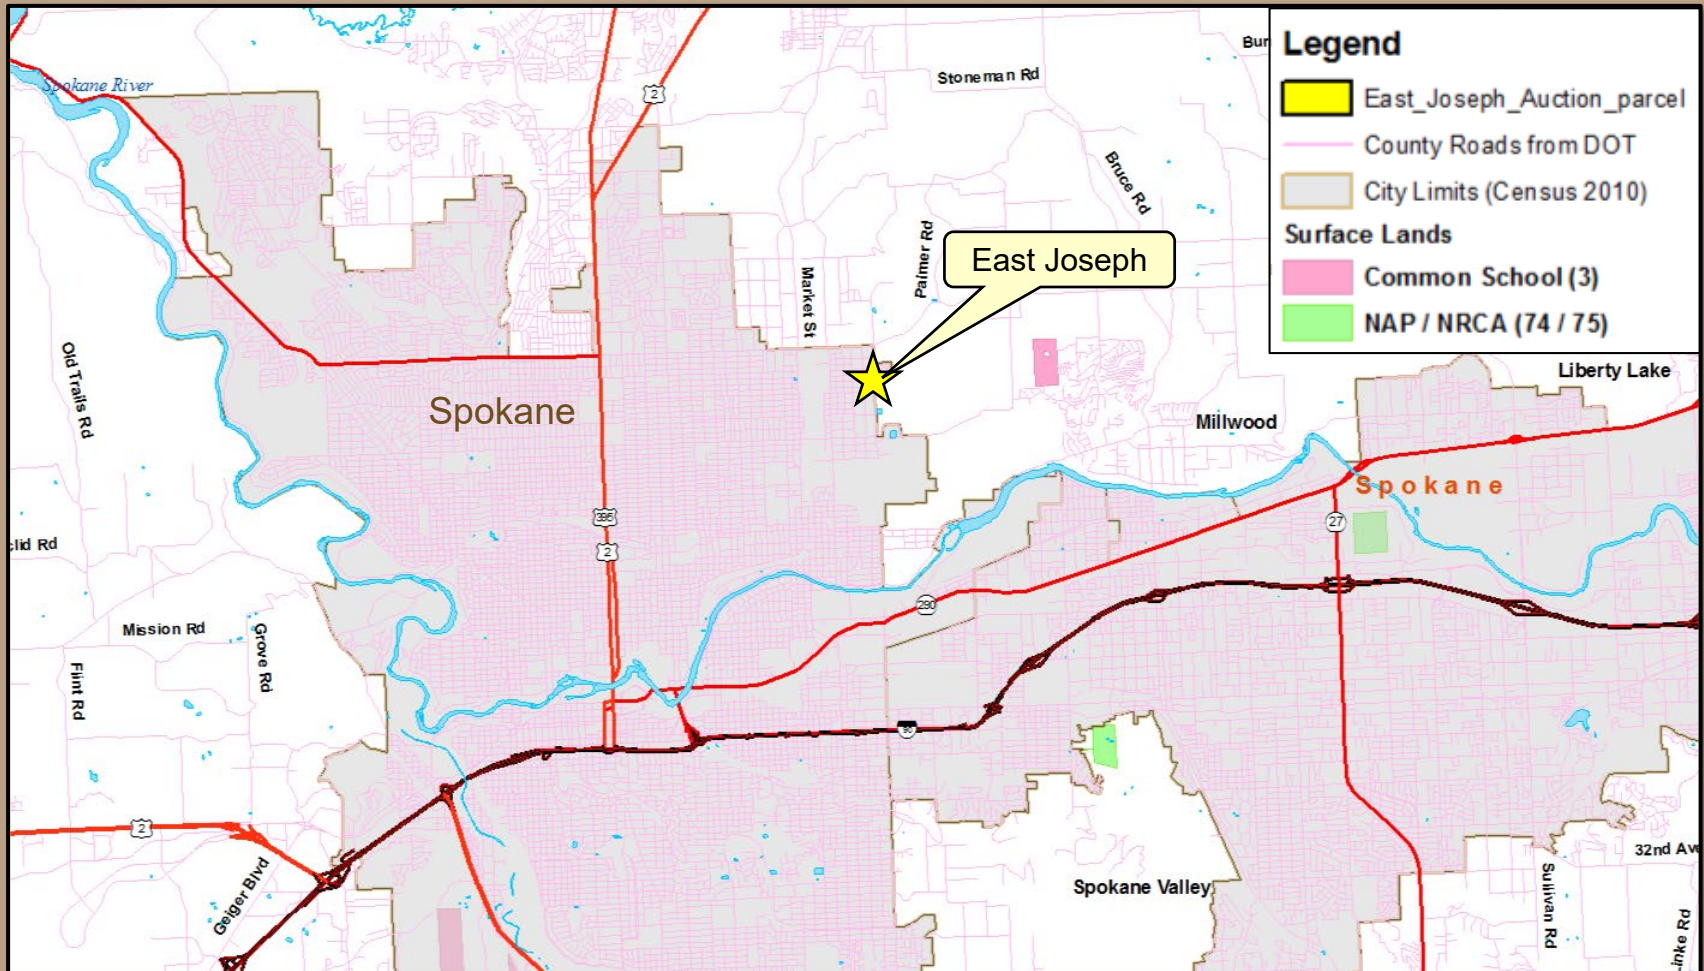 Spokane River
2
Stoneman Rd
Bur
Legend
East_Joseph_Auction_parcel
County Roads from DOT
City Limits (Census 2010)
Surface Lands
Common School (3)
NAP / NRCA (74 / 75)
Bruce Rd
Palmer Rd
East Joseph
Market St
Old Trails Rd
Spokane
Liberty Lake
Millwood
Spokane
395
2
27
clid Rd
290
Mission Rd
Grove Rd
Flint Rd
90
2
Geiger Blvd
Spokane Valley
32nd Ave
Sullivan Rd
inke Rd